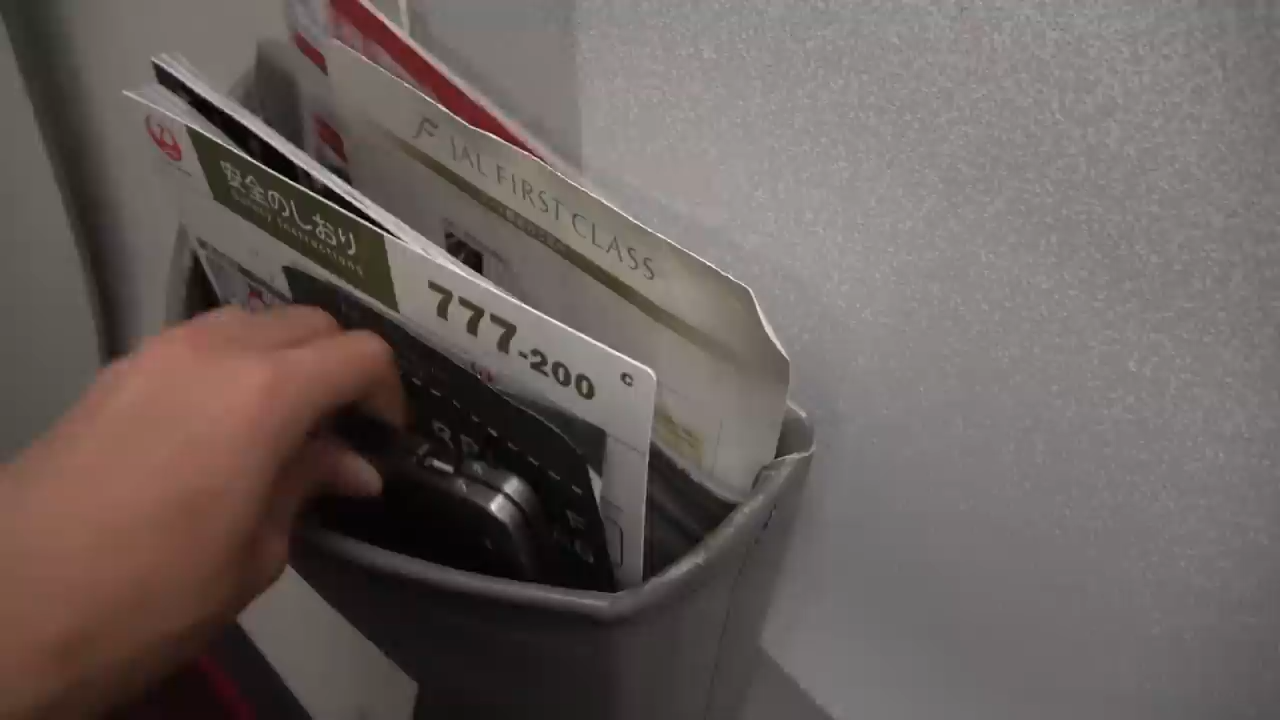 JAL FIRST CLASS
安全のしおり
Safety Instructions
777-200
C